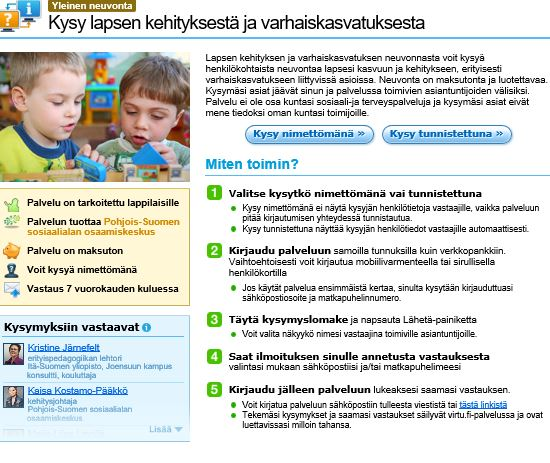 Yleinen neuvonta
Kysy lapsen kehityksestä ja varhaiskasvatuksesta
Lapsen kehityksen ja varhaiskasvatuksen neuvonnasta voit kysyä
henkilökohtaista neuvontaa lapsesi kasvuun ja kehitykseen, erityisesti
varhaiskasvatukseen liittyvissä asioissa. Neuvonta on maksutonta ja luotettavaa.
Kysymäsi asiat jäävät sinun ja palvelussa toimivien asiantuntijoiden välisiksi.
Palvelu ei ole osa kuntasi sosiaali-ja terveyspalveluja ja kysymäsi asiat eivät
mene tiedoksi oman kuntasi toimijoille.
Kysy nimettömänä »
Kysy tunnistettuna »
Miten toimin?
1 Valitse kysytkö nimettömänä vai tunnistettuna
Kysy nimettömänä ei näytä kysyjän henkilötietoja vastaajille, vaikka palveluun
pitää kirjautumisen yhteydessä tunnistautua.
Kysy tunnistettuna näyttää kysyjän henkilötiedot vastaajille automaattisesti.
2 Kirjaudu palveluun samoilla tunnuksilla kuin verkkopankkiin.
Vaihtoehtoisesti voit kirjautua mobiilivarmenteella tai sirullisella
henkilökortilla
Jos käytät palvelua ensimmäistä kertaa, sinulta kysytään kirjauduttuasi
sähköpostiosoite ja matkapuhelinnumero.
3 Täytä kysymyslomake ja napsauta Lähetä-painiketta
Voit valita näkyykö nimesi vastaajina toimiville asiantuntijoille.
4 Saat ilmoituksen sinulle annetusta vastauksesta
valintasi mukaan sähköpostiisi ja/tai matkapuhelimeesi
5 Kirjaudu jälleen palveluun lukeaksesi saamasi vastauksen.
Voit kirjatua palveluun sähköpostiin tulleesta viestistä tai tästä linkistä
Tekemäsi kysymykset ja saamasi vastaukset säilyvät virtu.fi-palvelussa ja ovat
luettavissasi milloin tahansa.
Palvelu on tarkoitettu lappilaisille
Palvelun tuottaa Pohjois-Suomen
sosiaalialan osaamiskeskus
Palvelu on maksuton
Voit kysyä nimettömänä
Vastaus 7 vuorokauden kuluessa
Kysymyksiin vastaavat
Kristine Järnefelt
erityispedagogiikan lehtori
Itä-Suomen yliopisto, Joensuun kampus
konsultti, kouluttaja
Kaisa Kostamo-Pääkkö
kehitysjohtaja
Pohjois-Suomen sosiaalialan
osaamiskeskus
Lisää